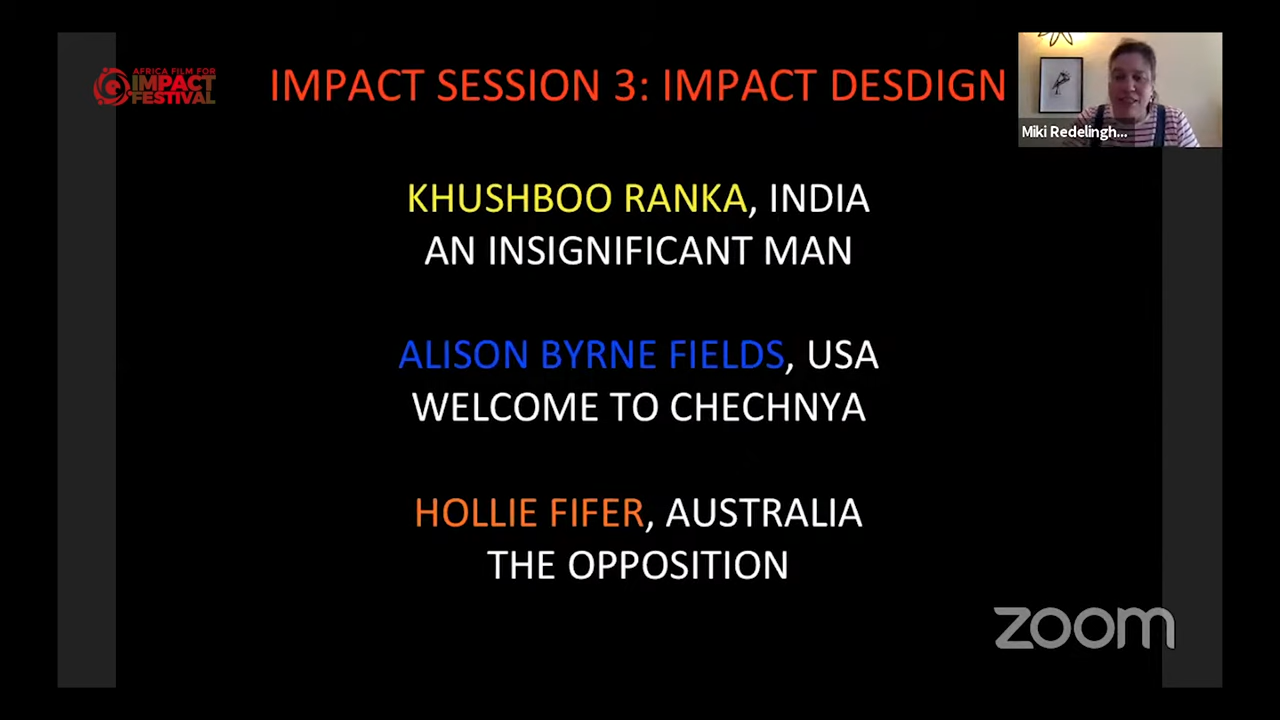 AFRICA FILM FOR
IMPACT
FESTIVAL
IMPACT SESSION 3: IMPACT DESDIGN
Miki Redelingh...
KHUSHBOO RANKA, INDIA
AN INSIGNIFICANT MAN
ALISON BYRNE FIELDS, USA
WELCOME TO CHECHNYA
HOLLIE FIFER, AUSTRALIA
THE OPPOSITION
zoom